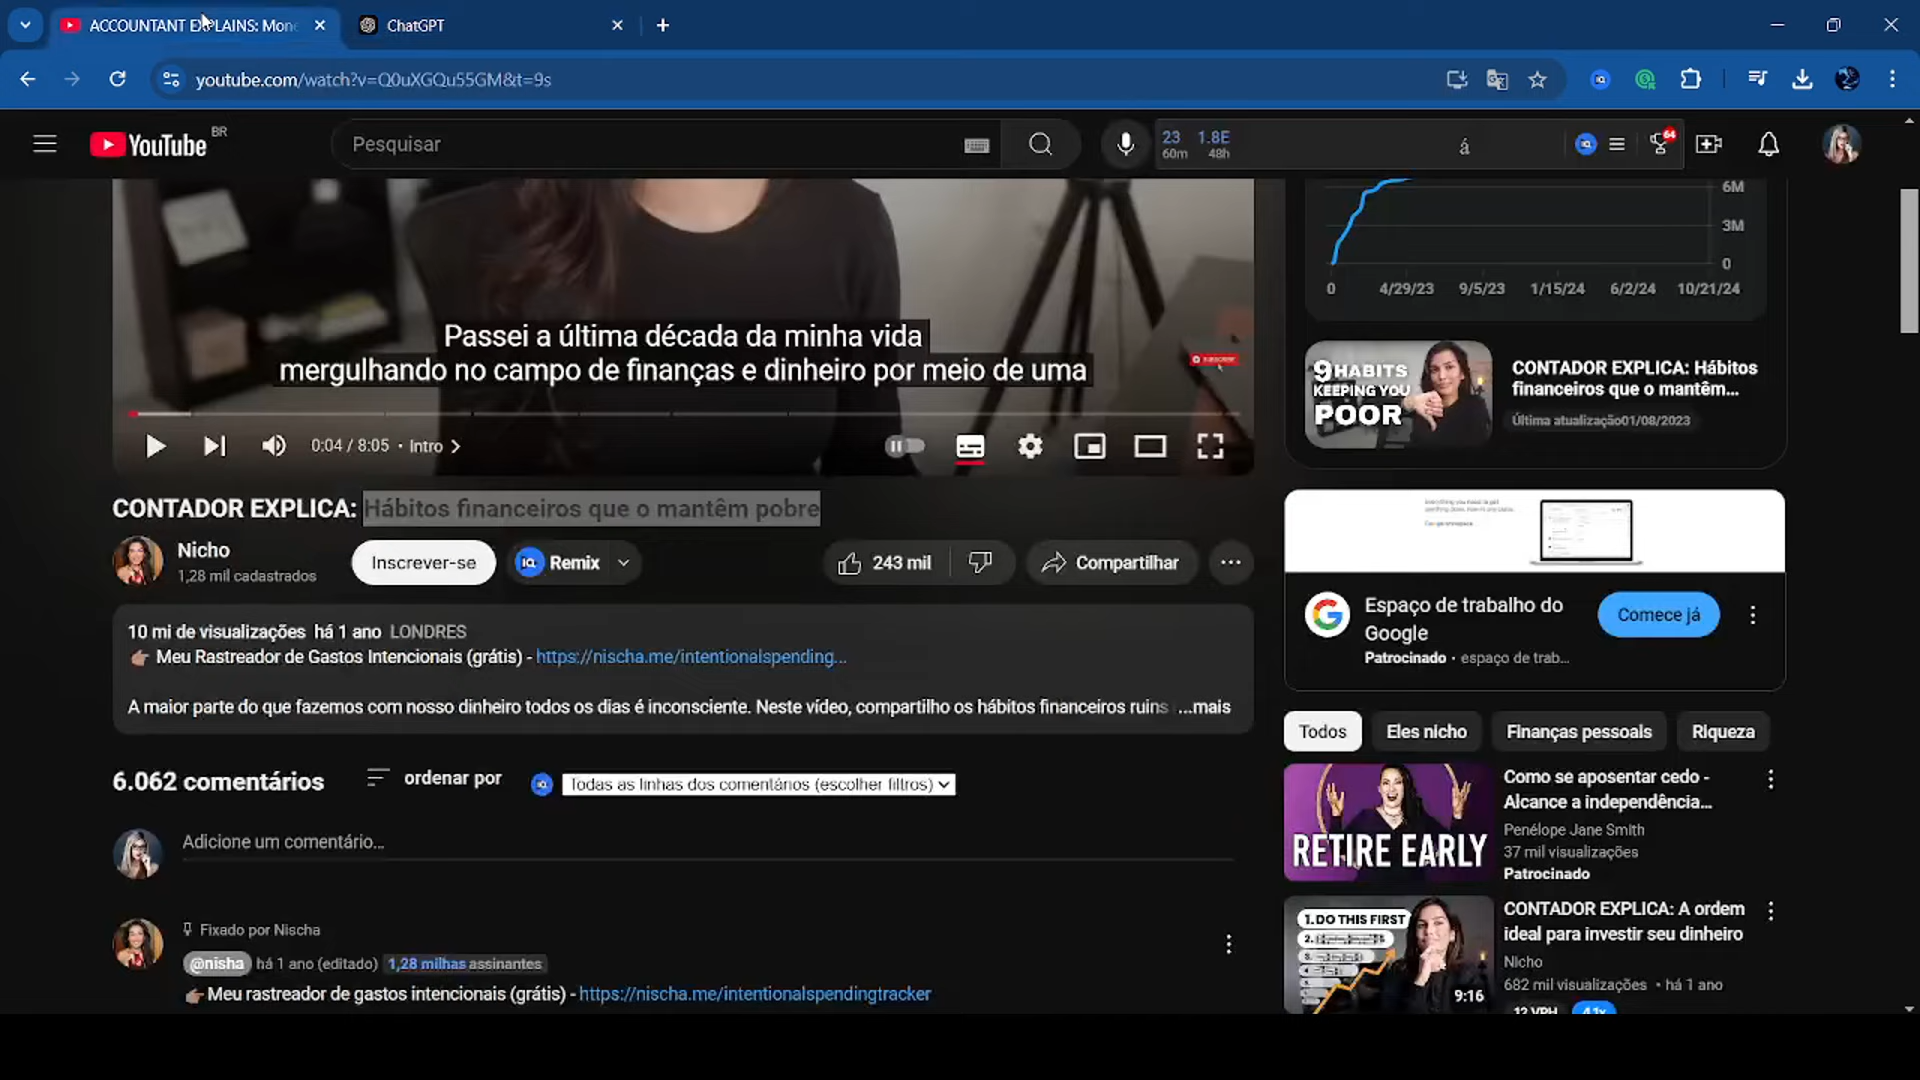 ACCOUNTANT EXPLAINS: Mone
ChatGPT
youtube.com/watch?v=Q0uXGQu55GM&t=9s
YouTube
BR
Pesquisar
23
60m
1.8E
48h
á
64
Passei a última década da minha vida
mergulhando no campo de finanças e dinheiro por meio de uma
SUBSCRIBE
0:04 / 8:05 • Intro
CONTADOR EXPLICA: Hábitos financeiros que o mantêm pobre
Nicho
1,28 mil cadastrados
Inscrever-se
Remix
243 mil
Compartilhar
10 mi de visualizações há 1 ano LONDRES
Meu Rastreador de Gastos Intencionais (grátis) - https://nischa.me/intentionalspending...
A maior parte do que fazemos com nosso dinheiro todos os dias é inconsciente. Neste vídeo, compartilho os hábitos financeiros ruins ...mais
6.062 comentários
ordenar por
Todas as linhas dos comentários (escolher filtros)
Adicione um comentário...
Fixado por Nischa
@nisha há 1 ano (editado) 1,28 milhas assinantes
Meu rastreador de gastos intencionais (grátis) - https://nischa.me/intentionalspendingtracker
6M
3M
0
0 4/29/23 9/5/23 1/15/24 6/2/24 10/21/24
9 HABITS
KEEPING YOU
POOR
CONTADOR EXPLICA: Hábitos
financeiros que o mantêm...
Última atualização01/08/2023
Espaço de trabalho do
Google
Patrocinado • espaço de trab...
Comece já
Todos
Eles nicho
Finanças pessoais
Riqueza
RETIRE EARLY
Como se aposentar cedo -
Alcance a independência...
Penélope Jane Smith
37 mil visualizações
Patrocinado
1. DO THIS FIRST
2.
3.
4.
9:16
CONTADOR EXPLICA: A ordem
ideal para investir seu dinheiro
Nicho
682 mil visualizações • há 1 ano
12 VPH
4.1x